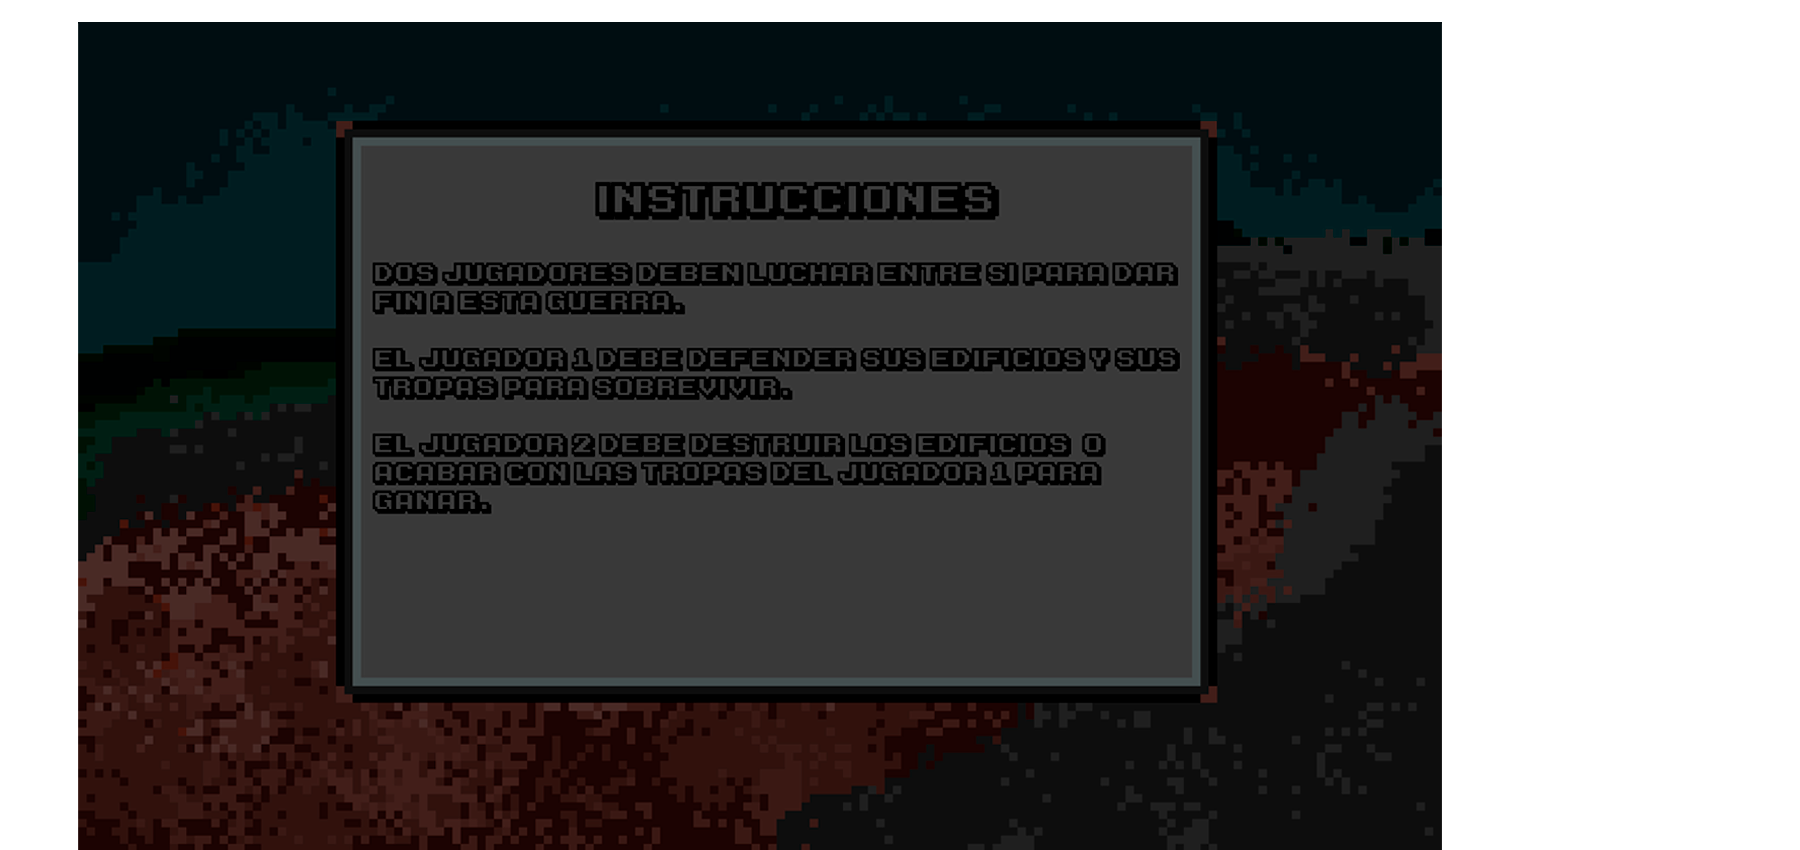 INSTRUCCIONES
DOS JUGADORES DEBEN LUCHAR ENTRE SI PARA DAR
FIN A ESTA GUERRA.
EL JUGADOR 1 DEBE DEFENDER SUS EDIFICIOS Y SUS
TROPAS PARA SOBREVIVIR.
EL JUGADOR 2 DEBE DESTRUIR LOS EDIFICIOS O
ACABAR CON LAS TROPAS DEL JUGADOR 1 PARA
GANAR.